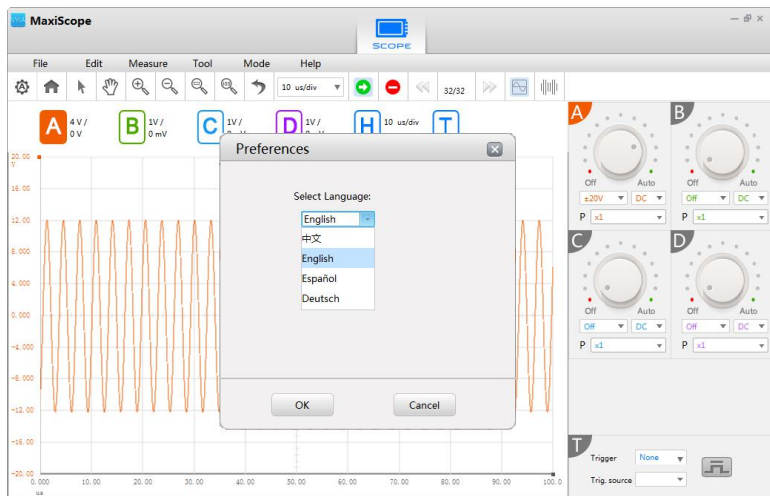 MaxiScope
SCOPE
File Edit Measure Tool Mode Help
10 us/div 32/32
A 4 V / 0 V B 1V / 0 mV C 1V / D 1V / H 10 us/div T
Preferences
Select Language:
English
中文
English
Español
Deutsch
OK Cancel
20.00
V
16.00
12.00
8.000
4.000
0.000
-4.000
-8.000
-12.00
-16.00
-20.00
0.000 10.00 20.00 30.00 40.00 50.00 60.00 70.00 80.00 90.00 100.0
us
A B
Off Auto Off Auto
±20V DC Off DC
P x1 P x1
C D
Off Auto Off Auto
Off DC Off DC
P x1 P x1
T
Trigger None
Trig. source